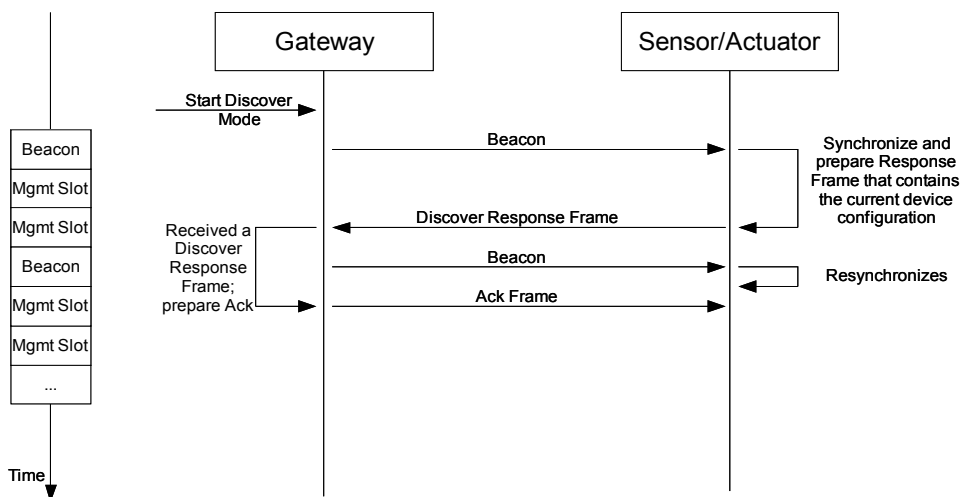 Gateway
Sensor/Actuator
Start Discover
Mode
Beacon
Mgmt Slot
Mgmt Slot
Beacon
Mgmt Slot
Mgmt Slot
...
Time
Beacon
Synchronize and
prepare Response
Frame that contains
the current device
configuration
Discover Response Frame
Received a
Discover
Response
Frame;
prepare Ack
Beacon
Resynchronizes
Ack Frame